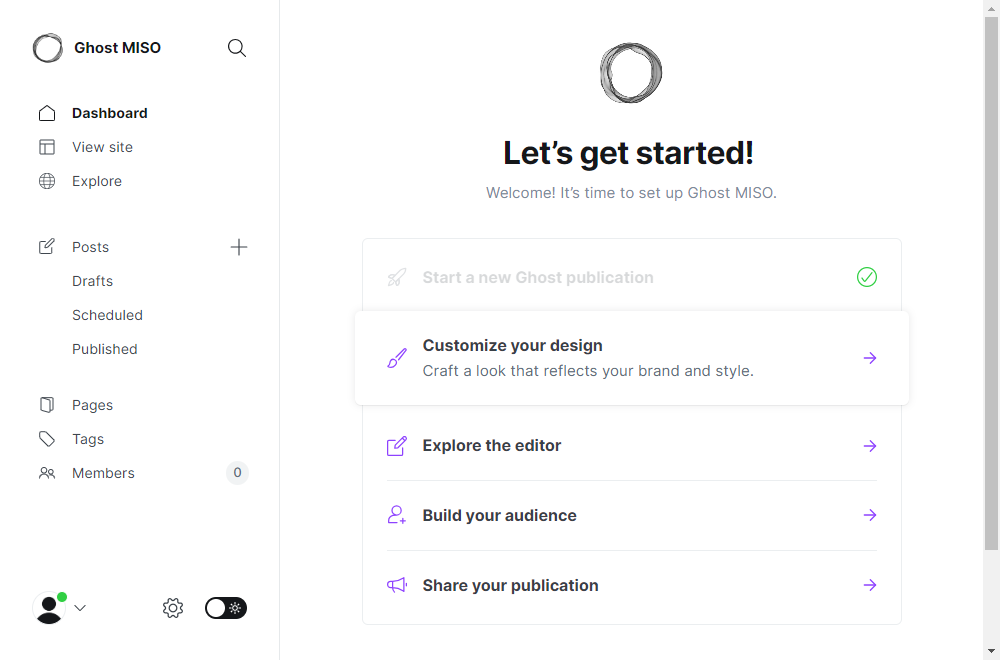 Ghost MISO
Dashboard
View site
Explore
Posts
Drafts
Scheduled
Published
Pages
Tags
Members 0
Let’s get started!
Welcome! It’s time to set up Ghost MISO.
Start a new Ghost publication
Customize your design
Craft a look that reflects your brand and style.
Explore the editor
Build your audience
Share your publication